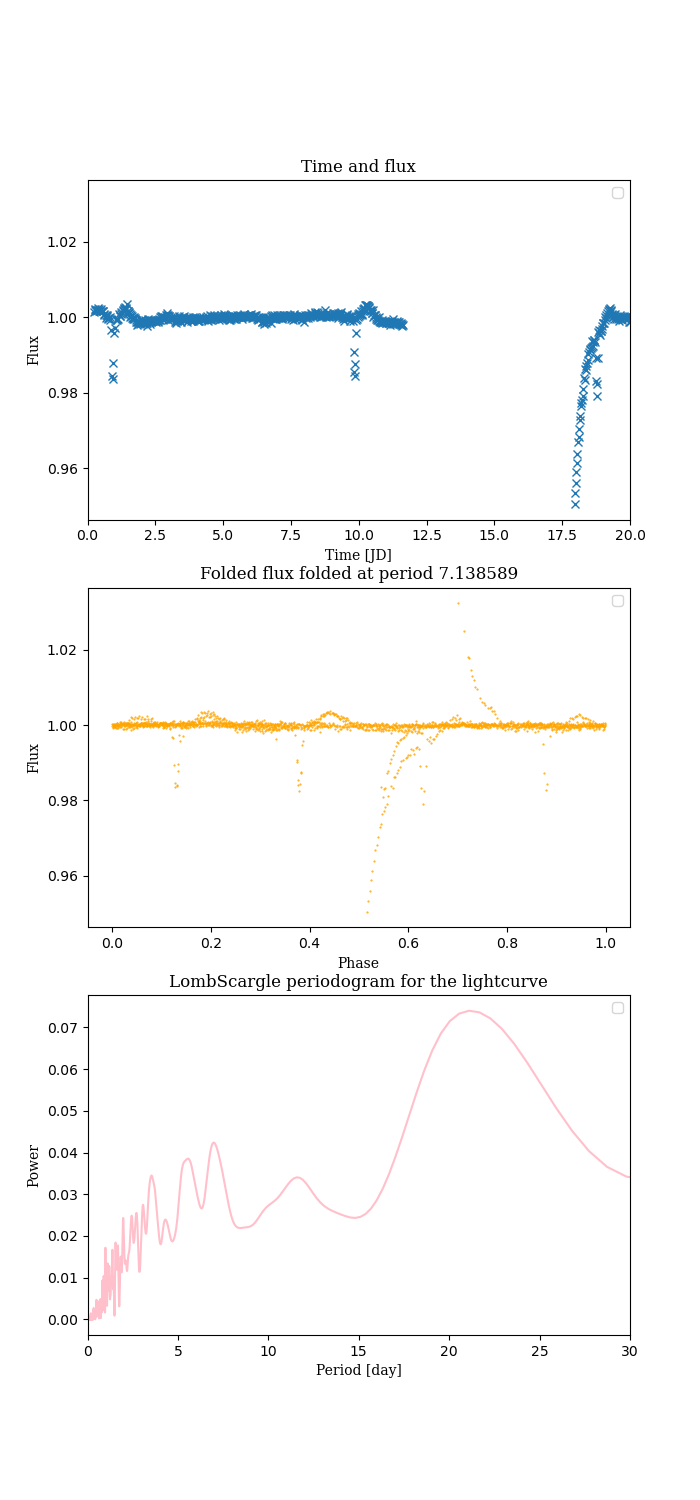 Time and flux
1.02
1.00
0.98
0.96
Flux
0.0 2.5 5.0 7.5 10.0 12.5 15.0 17.5 20.0
Time [JD]
Folded flux folded at period 7.138589
1.02
1.00
0.98
0.96
Flux
0.0 0.2 0.4 0.6 0.8 1.0
Phase
LombScargle periodogram for the lightcurve
0.07
0.06
0.05
0.04
0.03
0.02
0.01
0.00
Power
0 5 10 15 20 25 30
Period [day]